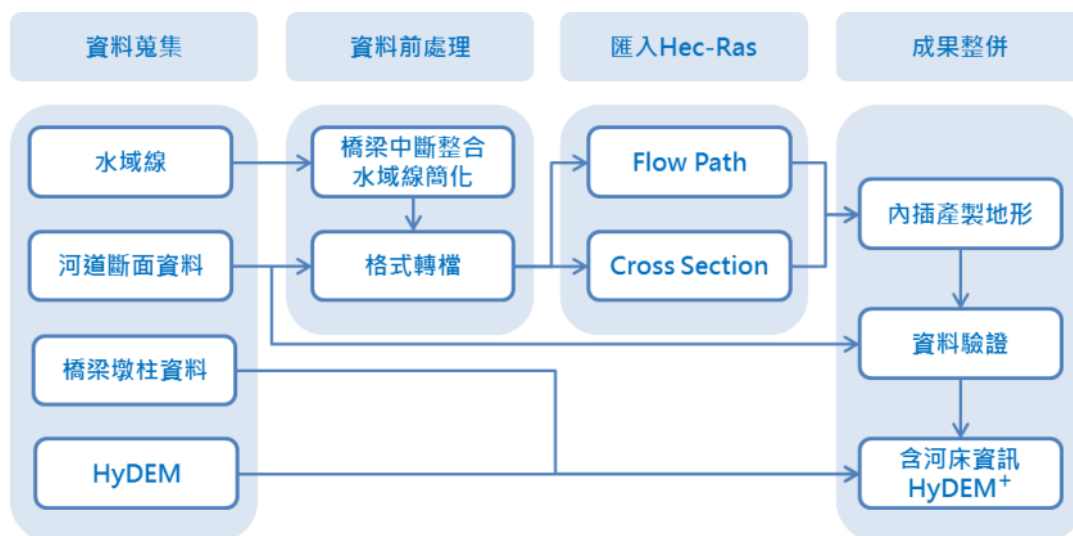 資料蒐集
資料前處理
匯入Hec-Ras
成果整併
水域線
河道斷面資料
橋梁墩柱資料
HyDEM
橋梁中斷整合
水域線簡化
格式轉檔
Flow Path
Cross Section
內插產製地形
資料驗證
含河床資訊
HyDEM⁺